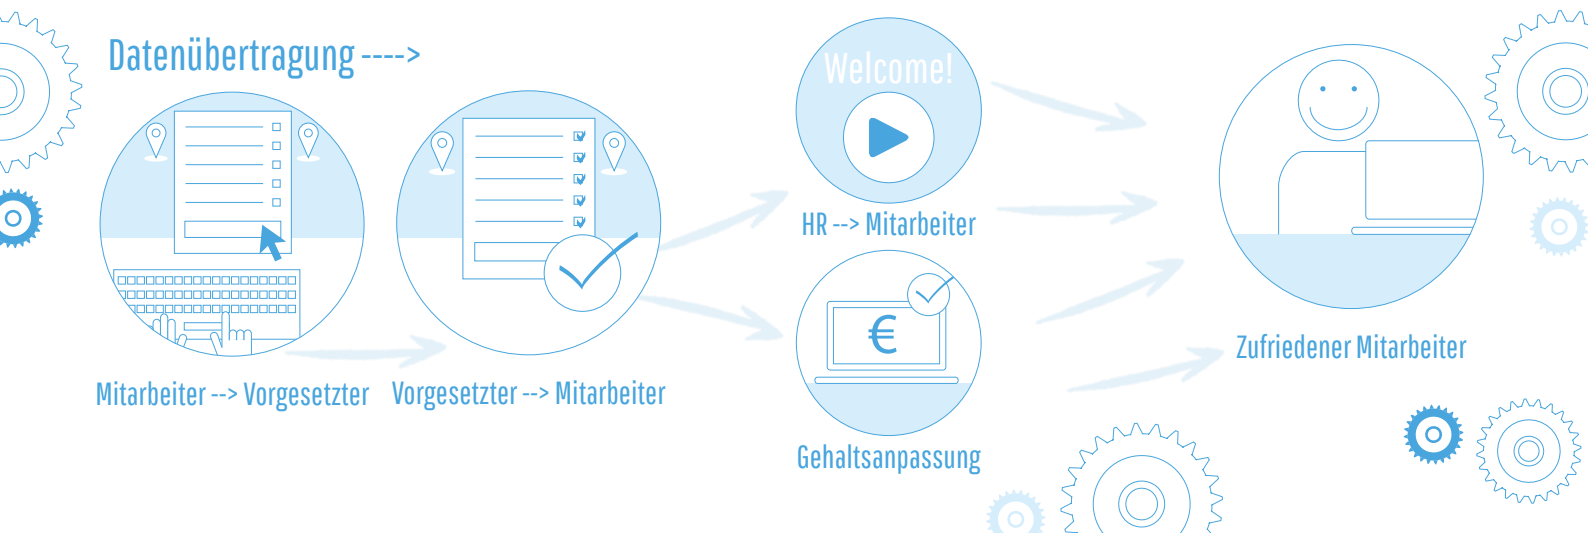 Datenübertragung ---->
Welcome!
HR --> Mitarbeiter
€
Zufriedener Mitarbeiter
Mitarbeiter --> Vorgesetzter
Vorgesetzter --> Mitarbeiter
Gehaltsanpassung